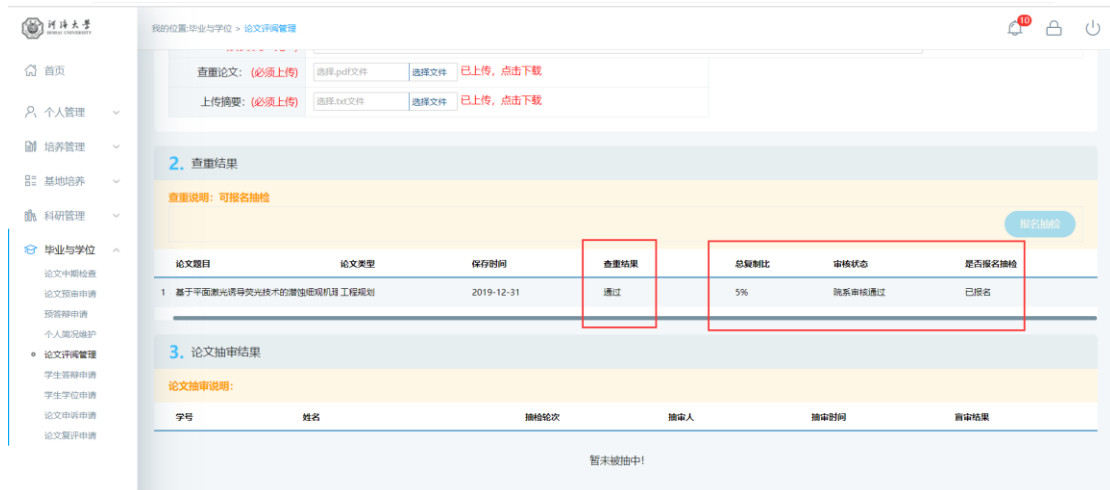 河海大学
HOHAI UNIVERSITY
我的位置:毕业与学位 > 论文评阅管理
10
首页
个人管理
培养管理
基地培养
科研管理
毕业与学位
论文中期检查
论文预审申请
预答辩申请
个人简况维护
论文评阅管理
学生答辩申请
学生学位申请
论文申诉申请
论文复评申请
查重论文: (必须上传) 选择.pdf文件 选择文件 已上传，点击下载
上传摘要: (必须上传) 选择.txt文件 选择文件 已上传，点击下载
2. 查重结果
查重说明: 可报名抽检
报名抽检
论文题目 论文类型 保存时间 查重结果 总复制比 审核状态 是否报名抽检
1 基于平面激光诱导荧光技术的潜蚀细观机理 工程规划 2019-12-31 通过 5% 院系审核通过 已报名
3. 论文抽审结果
论文抽审说明:
学号 姓名 抽检轮次 抽审人 抽审时间 盲审结果
暂未被抽中!